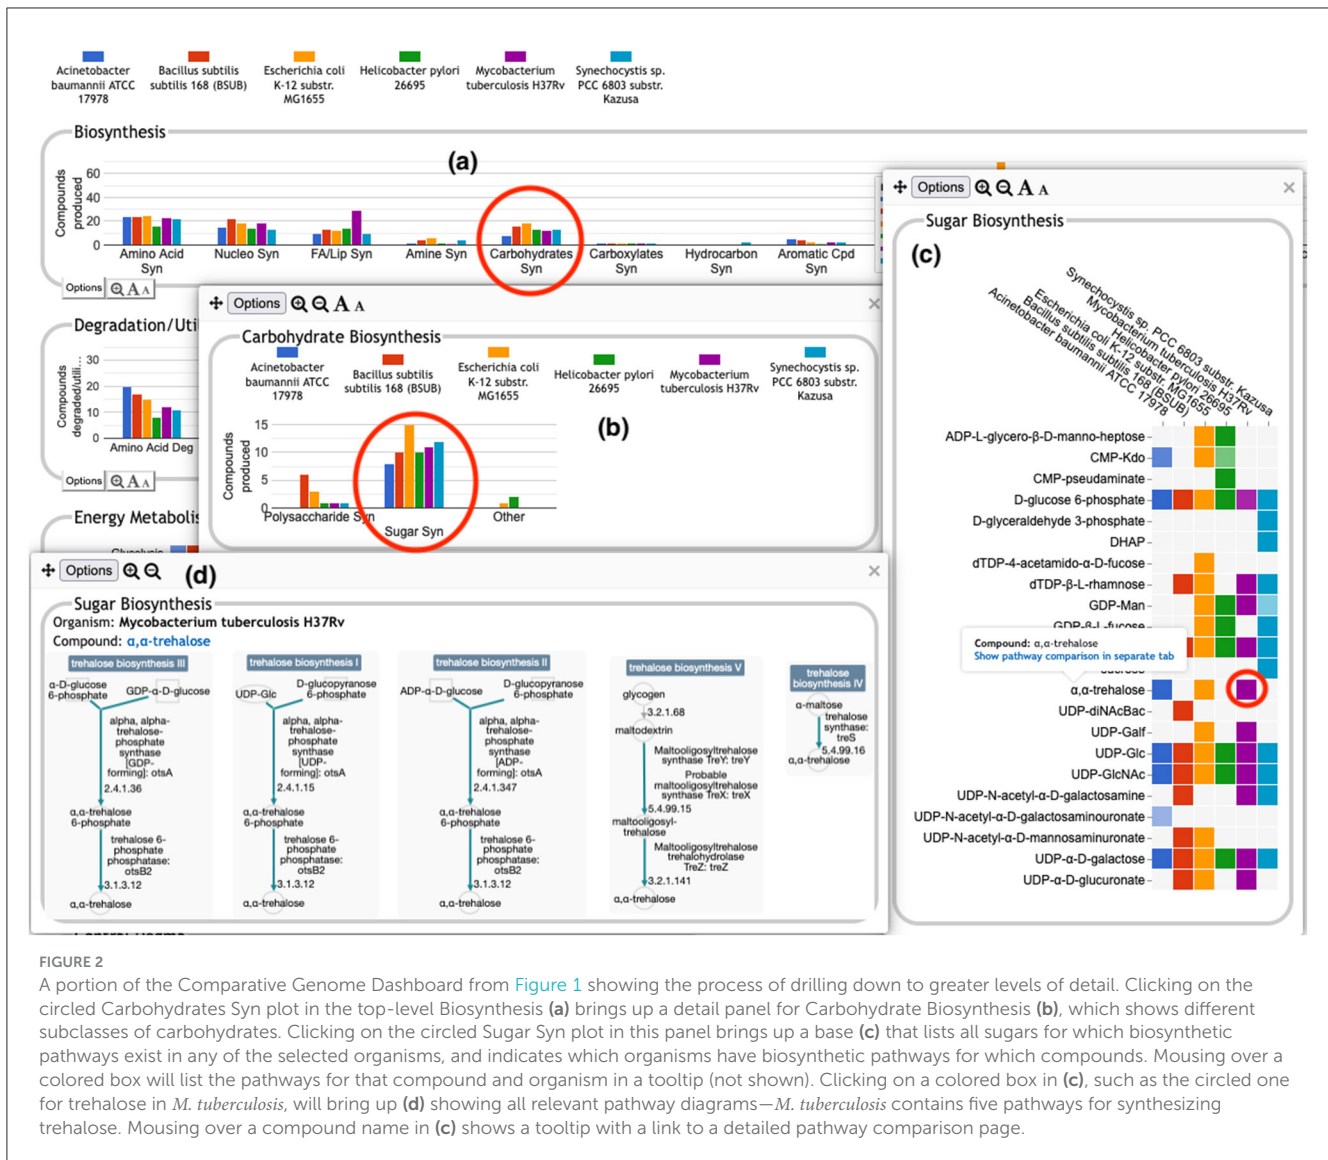 Acinetobacter
baumannii ATCC
17978
Bacillus subtilis
subtilis 168 (BSUB)
Escherichia coli
K-12 substr.
MG1655
Helicobacter pylori
26695
Mycobacterium
tuberculosis H37Rv
Synechocystis sp.
PCC 6803 substr.
Kazusa
Biosynthesis
(a)
Compounds
produced
60
40
20
0
Amino Acid
Syn
Nucleo Syn
FA/Lip Syn
Amine Syn
Carbohydrates
Syn
Carboxylates
Syn
Hydrocarbon
Syn
Aromatic Cpd
Syn
Options
A A
Degradation/Util
Compounds
degraded/utili...
30
20
10
0
Amino Acid Deg
Options
A A
Energy Metabolis
Glycolysis
Options
A A
Carbohydrate Biosynthesis
Acinetobacter
baumannii ATCC
17978
Bacillus subtilis
subtilis 168 (BSUB)
Escherichia coli
K-12 substr.
MG1655
Helicobacter pylori
26695
Mycobacterium
tuberculosis H37Rv
Synechocystis sp.
PCC 6803 substr.
Kazusa
(b)
Compounds
produced
15
10
5
0
Polysaccharide Syn
Sugar Syn
Other
Options
A A
Sugar Biosynthesis
(c)
Synechocystis sp. PCC 6803 substr. Kazusa
Mycobacterium tuberculosis H37Rv
Helicobacter pylori 26695
Escherichia coli K-12 substr. MG1655
Bacillus subtilis subtilis 168 (BSUB)
Acinetobacter baumannii ATCC 17978
ADP-L-glycero-β-D-manno-heptose
CMP-Kdo
CMP-pseudaminate
D-glucose 6-phosphate
D-glyceraldehyde 3-phosphate
DHAP
dTDP-4-acetamido-α-D-fucose
dTDP-β-L-rhamnose
GDP-Man
GDP-β-L-fucose
Compound: α,α-trehalose
Show pathway comparison in separate tab
sucrose
α,α-trehalose
UDP-diNAcBac
UDP-Galf
UDP-Glc
UDP-GlcNAc
UDP-N-acetyl-α-D-galactosamine
UDP-N-acetyl-α-D-galactosaminouronate
UDP-N-acetyl-α-D-mannosaminuronate
UDP-α-D-galactose
UDP-α-D-glucuronate
Options
(d)
Sugar Biosynthesis
Organism: Mycobacterium tuberculosis H37Rv
Compound: α,α-trehalose
trehalose biosynthesis III
α-D-glucose
6-phosphate
GDP-α-D-glucose
alpha, alpha-
trehalose-
phosphate
synthase
[GDP-
forming]: otsA
2.4.1.36
α,α-trehalose
6-phosphate
trehalose 6-
phosphate
phosphatase:
otsB2
3.1.3.12
α,α-trehalose
trehalose biosynthesis I
UDP-Glc
D-glucopyranose
6-phosphate
alpha, alpha-
trehalose-
phosphate
synthase
[UDP-
forming]: otsA
2.4.1.15
α,α-trehalose
6-phosphate
trehalose 6-
phosphate
phosphatase:
otsB2
3.1.3.12
α,α-trehalose
trehalose biosynthesis II
ADP-α-D-glucose
D-glucopyranose
6-phosphate
alpha, alpha-
trehalose-
phosphate
synthase
[ADP-
forming]: otsA
2.4.1.347
α,α-trehalose
6-phosphate
trehalose 6-
phosphate
phosphatase:
otsB2
3.1.3.12
α,α-trehalose
trehalose biosynthesis V
glycogen
3.2.1.68
maltodextrin
Maltooligosyltrehalose
synthase TreY: treY
Probable
maltooligosyltrehalose
synthase TreX: treX
5.4.99.15
maltooligosyl-
trehalose
Maltooligosyltrehalose
trehalohydrolase
TreZ: treZ
3.2.1.141
α,α-trehalose
trehalose
biosynthesis IV
α-maltose
trehalose
synthase:
treS
5.4.99.16
α,α-trehalose
FIGURE 2
A portion of the Comparative Genome Dashboard from Figure 1 showing the process of drilling down to greater levels of detail. Clicking on the
circled Carbohydrates Syn plot in the top-level Biosynthesis (a) brings up a detail panel for Carbohydrate Biosynthesis (b), which shows different
subclasses of carbohydrates. Clicking on the circled Sugar Syn plot in this panel brings up a base (c) that lists all sugars for which biosynthetic
pathways exist in any of the selected organisms, and indicates which organisms have biosynthetic pathways for which compounds. Mousing over a
colored box will list the pathways for that compound and organism in a tooltip (not shown). Clicking on a colored box in (c), such as the circled one
for trehalose in M. tuberculosis, will bring up (d) showing all relevant pathway diagrams—M. tuberculosis contains five pathways for synthesizing
trehalose. Mousing over a compound name in (c) shows a tooltip with a link to a detailed pathway comparison page.